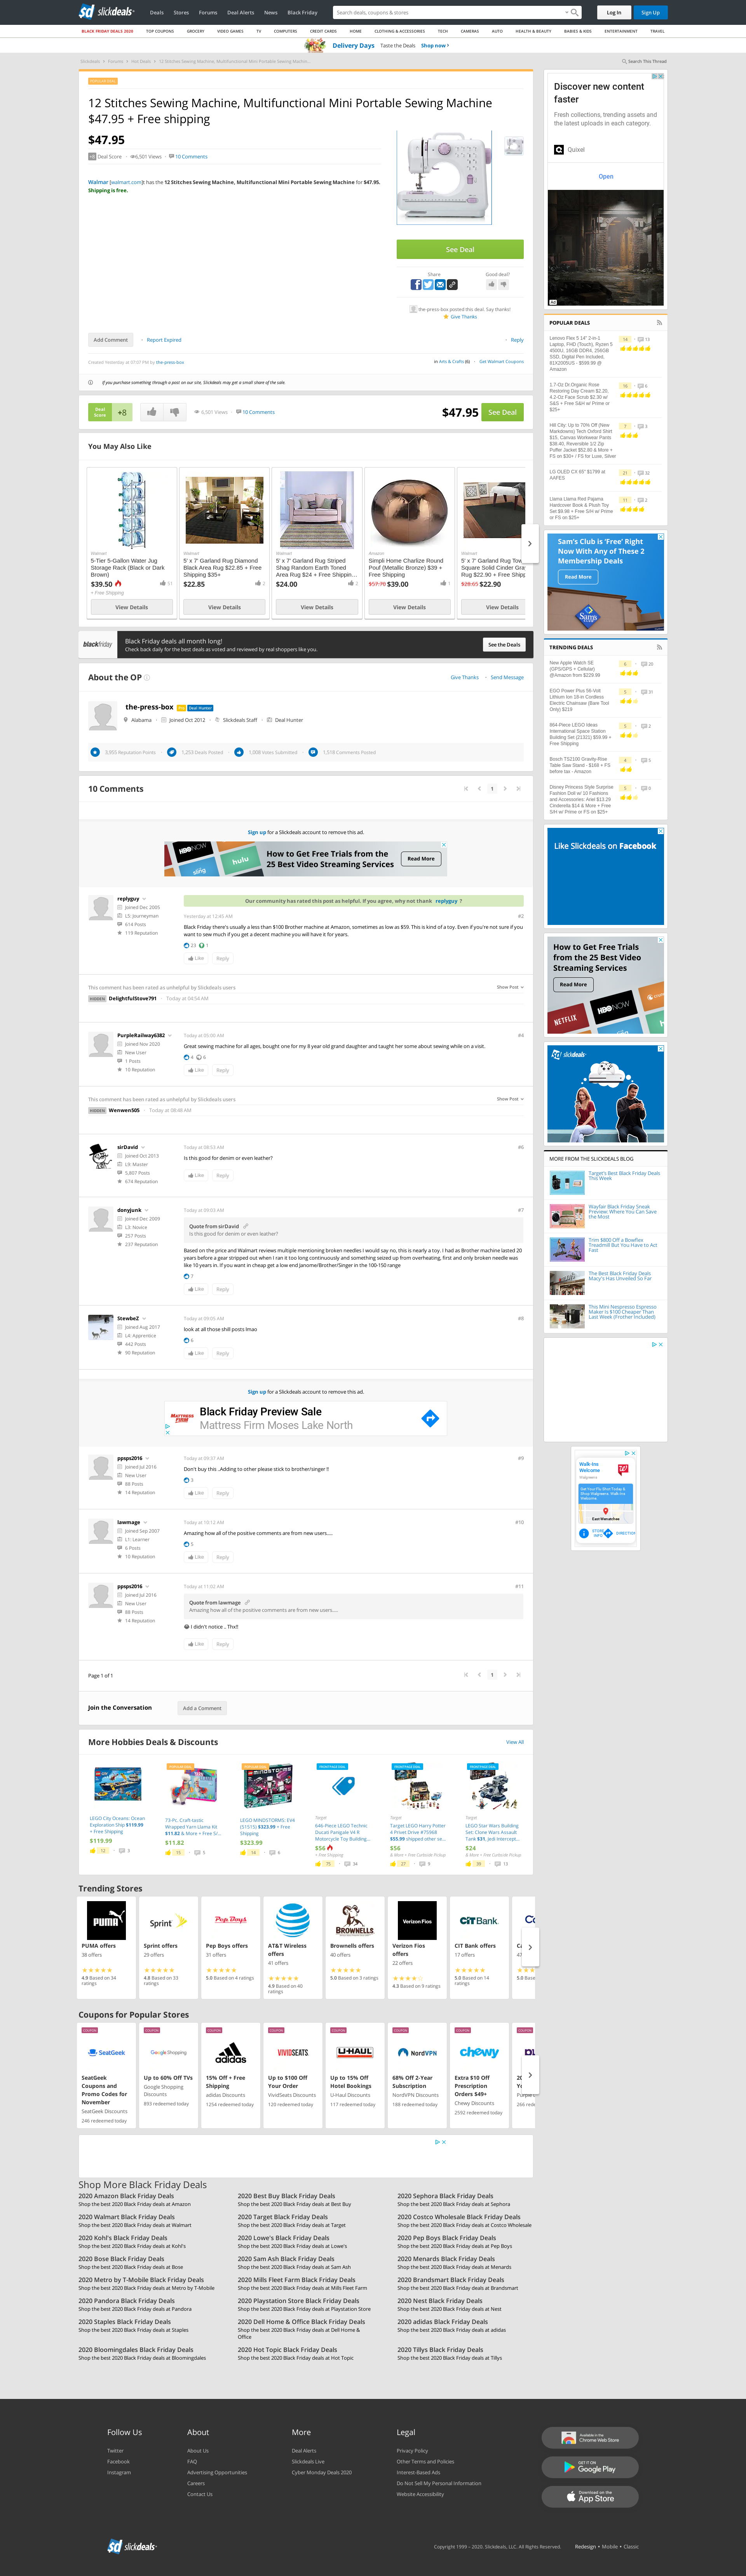 slickdeals
Deals Stores Forums Deal Alerts News Black Friday
Search deals, coupons & stores
Log In Sign Up
BLACK FRIDAY DEALS 2020 TOP COUPONS GROCERY VIDEO GAMES TV COMPUTERS CREDIT CARDS HOME CLOTHING & ACCESSORIES TECH CAMERAS AUTO HEALTH & BEAUTY BABIES & KIDS ENTERTAINMENT TRAVEL
Delivery Days Taste the Deals Shop now
Slickdeals Forums Hot Deals 12 Stitches Sewing Machine, Multifunctional Mini Portable Sewing Machin...
Search This Thread
12 Stitches Sewing Machine, Multifunctional Mini Portable Sewing Machine $47.95 + Free shipping
$47.95
Deal Score 6,501 Views 10 Comments
Walmar [walmart.com]t has the 12 Stitches Sewing Machine, Multifunctional Mini Portable Sewing Machine for $47.95.
Shipping is free.
See Deal
Share Good deal?
the-press-box posted this deal. Say thanks!
Give Thanks
Add Comment Report Expired Reply
Created Yesterday at 07:07 PM by the-press-box
in Arts & Crafts (6) Get Walmart Coupons
If you purchase something through a post on our site, Slickdeals may get a small share of the sale.
Deal Score +8 6,501 Views 10 Comments $47.95 See Deal
You May Also Like
Walmart
5-Tier 5-Gallon Water Jug Storage Rack (Black or Dark Brown)
$39.50
+ Free Shipping
View Details
Walmart
5' x 7' Garland Rug Diamond Black Area Rug $22.85 + Free Shipping $35+
$22.85
View Details
Walmart
5' x 7' Garland Rug Striped Shag Random Earth Toned Area Rug $24 + Free Shippin...
$24.00
View Details
Amazon
Simpli Home Charlize Round Pouf (Metallic Bronze) $39 + Free Shipping
$39.00
View Details
Walmart
5' x 7' Garland Rug Tow
Square Solid Cinder Gra
Rug $22.90 + Free Shipp
$22.90
View Details
blackfriday
Black Friday deals all month long!
Check back daily for the best deals as voted and reviewed by real shoppers like you.
See the Deals
About the OP
Give Thanks Send Message
the-press-box Deal Hunter
Alabama Joined Oct 2012 Slickdeals Staff Deal Hunter
3,955 Reputation Points 1,253 Deals Posted 1,808 Votes Submitted 1,518 Comments Posted
10 Comments
1
Sign up for a Slickdeals account to remove this ad.
HBO NOW hulu
How to Get Free Trials from the 25 Best Video Streaming Services
Read More
replyguy
Joined Dec 2005
L5: Journeyman
614 Posts
119 Reputation
Our community has rated this post as helpful. If you agree, why not thank replyguy ?
Yesterday at 12:45 AM #2
Black Friday there's usually a less than $100 Brother machine at Amazon, sometimes as low as $59. This is kind of a toy. Even if you're not sure if you want to sew much if you get a decent machine you will have it for years.
23 1
Like Reply
This comment has been rated as unhelpful by Slickdeals users
Show Post
HIDDEN DelightfulStove791 Today at 04:54 AM
PurpleRailway6382
Joined Nov 2020
New User
1 Posts
10 Reputation
Today at 05:00 AM #4
Great sewing machine for all ages, bought one for my 8 year old grand daughter and taught her some about sewing while on a visit.
4 6
Like Reply
This comment has been rated as unhelpful by Slickdeals users
Show Post
HIDDEN Wenwen505 Today at 08:48 AM
sirDavid
Joined Oct 2013
L9: Master
5,807 Posts
674 Reputation
Today at 08:53 AM #6
Is this good for denim or even leather?
Like Reply
donyjunk
Joined Dec 2009
L3: Novice
257 Posts
237 Reputation
Today at 09:03 AM #7
Quote from sirDavid
Is this good for denim or even leather?
Based on the price and Walmart reviews multiple mentioning broken needles I would say no, this is nearly a toy. I had as Brother machine lasted 20 years before a gear stripped out when I ran it to too long continuously and something seized up from overheating, first and only broken needle was like 10 years in. If you want in janky get a low end Janome/Brother/Singer in the 100-150 range
7
Like Reply
StewbeZ
Joined Aug 2017
L4: Apprentice
442 Posts
90 Reputation
Today at 09:05 AM #8
look at all those shill posts lmao
6
Like Reply
Sign up for a Slickdeals account to remove this ad.
MATTRESS FIRM
Black Friday Preview Sale
Mattress Firm Moses Lake North
ppsps2016
Joined Jul 2016
New User
88 Posts
14 Reputation
Today at 09:37 AM #9
Don't buy this ..Adding to other please stick to brother/singer !!
3
Like Reply
lawmage
Joined Sep 2007
L1: Learner
6 Posts
10 Reputation
Today at 10:12 AM #10
Amazing how all of the positive comments are from new users.....
5
Like Reply
ppsps2016
Joined Jul 2016
New User
88 Posts
14 Reputation
Today at 11:02 AM #11
Quote from lawmage
Amazing how all of the positive comments are from new users.....
I didn't notice .. Thx!!
Like Reply
Page 1 of 1
1
Join the Conversation Add a Comment
More Hobbies Deals & Discounts View All
LEGO City Oceans: Ocean Exploration Ship $119.99 + Free Shipping
$119.99
12 3
73-Pc. Craft-tastic Wrapped Yarn Llama Kit $11.82 & More + Free S/...
$11.82
LEGO MINDSTORMS: EV4 (51515) $323.99 + Free Shipping
$323.99
Target
646-Piece LEGO Technic Ducati Panigale V4 R Motorcycle Toy Building...
$56
+ Free Shipping
75 34
Target
Target LEGO Harry Potter 4 Privet Drive #75968 $55.99 shipped other sa...
$56
& More + Free Curbside Pickup
27 9
Target
LEGO Star Wars Building Set: Clone Wars Assault Tank $31, Jedi Intercept...
$24
& More + Free Curbside Pickup
39 13
Trending Stores
PUMA offers
38 offers
4.9 Based on 34 ratings
Sprint offers
29 offers
4.8 Based on 33 ratings
Pep Boys offers
31 offers
5.0 Based on 4 ratings
AT&T Wireless offers
41 offers
4.9 Based on 40 ratings
Brownells offers
40 offers
5.0 Based on 3 ratings
Verizon Fios offers
22 offers
4.3 Based on 9 ratings
CIT Bank offers
17 offers
5.0 Based on 14 ratings
Coupons for Popular Stores
SeatGeek Coupons and Promo Codes for November
SeatGeek Discounts
246 redeemed today
Up to 60% Off TVs
Google Shopping Discounts
893 redeemed today
15% Off + Free Shipping
adidas Discounts
1254 redeemed today
Up to $100 Off Your Order
VividSeats Discounts
120 redeemed today
Up to 15% Off Hotel Bookings
U-Haul Discounts
117 redeemed today
68% Off 2-Year Subscription
NordVPN Discounts
188 redeemed today
Extra $10 Off Prescription Orders $49+
Chewy Discounts
2592 redeemed today
Shop More Black Friday Deals
2020 Amazon Black Friday Deals
Shop the best 2020 Black Friday deals at Amazon
2020 Best Buy Black Friday Deals
Shop the best 2020 Black Friday deals at Best Buy
2020 Sephora Black Friday Deals
Shop the best 2020 Black Friday deals at Sephora
2020 Walmart Black Friday Deals
Shop the best 2020 Black Friday deals at Walmart
2020 Target Black Friday Deals
Shop the best 2020 Black Friday deals at Target
2020 Costco Wholesale Black Friday Deals
Shop the best 2020 Black Friday deals at Costco Wholesale
2020 Kohl's Black Friday Deals
Shop the best 2020 Black Friday deals at Kohl's
2020 Lowe's Black Friday Deals
Shop the best 2020 Black Friday deals at Lowe's
2020 Pep Boys Black Friday Deals
Shop the best 2020 Black Friday deals at Pep Boys
2020 Bose Black Friday Deals
Shop the best 2020 Black Friday deals at Bose
2020 Sam Ash Black Friday Deals
Shop the best 2020 Black Friday deals at Sam Ash
2020 Menards Black Friday Deals
Shop the best 2020 Black Friday deals at Menards
2020 Metro by T-Mobile Black Friday Deals
Shop the best 2020 Black Friday deals at Metro by T-Mobile
2020 Mills Fleet Farm Black Friday Deals
Shop the best 2020 Black Friday deals at Mills Fleet Farm
2020 Brandsmart Black Friday Deals
Shop the best 2020 Black Friday deals at Brandsmart
2020 Pandora Black Friday Deals
Shop the best 2020 Black Friday deals at Pandora
2020 Playstation Store Black Friday Deals
Shop the best 2020 Black Friday deals at Playstation Store
2020 Nest Black Friday Deals
Shop the best 2020 Black Friday deals at Nest
2020 Staples Black Friday Deals
Shop the best 2020 Black Friday deals at Staples
2020 Dell Home & Office Black Friday Deals
Shop the best 2020 Black Friday deals at Dell Home & Office
2020 adidas Black Friday Deals
Shop the best 2020 Black Friday deals at adidas
2020 Bloomingdales Black Friday Deals
Shop the best 2020 Black Friday deals at Bloomingdales
2020 Hot Topic Black Friday Deals
Shop the best 2020 Black Friday deals at Hot Topic
2020 Tillys Black Friday Deals
Shop the best 2020 Black Friday deals at Tillys
Discover new content faster
Fresh collections, trending assets and the latest uploads in each category.
Quixel
Open
POPULAR DEALS
Lenovo Flex 5 14" 2-in-1 Laptop, FHD (Touch), Ryzen 5 4500U, 16GB DDR4, 256GB SSD, Digital Pen Included, 81X20005US - $599.99 @ Amazon
1.7-Oz Dr.Organic Rose Restoring Day Cream $2.20, 4.2-Oz Face Scrub $2.30 w/ S&S + Free S&H w/ Prime or $25+
Hill City: Up to 70% Off (New Markdowns) Tech Oxford Shirt $15, Canvas Workwear Pants $38.40, Reversible 1/2 Zip Puffer Jacket $52.80 & More + FS on $30+ / FS for Luxe, Silver
LG OLED CX 65" $1799 at AAFES
Llama Llama Red Pajama Hardcover Book & Plush Toy Set $9.98 + Free S/H w/ Prime or FS on $25+
Sam's Club is 'Free' Right Now With Any of These 2 Membership Deals
Read More
TRENDING DEALS
New Apple Watch SE (GPS/GPS + Cellular) @Amazon from $229.99
EGO Power Plus 56-Volt Lithium Ion 18-in Cordless Electric Chainsaw (Bare Tool Only) $219
864-Piece LEGO Ideas International Space Station Building Set (21321) $59.99 + Free Shipping
Bosch TS2100 Gravity-Rise Table Saw Stand - $169 + FS before tax - Amazon
Disney Princess Style Surprise Fashion Doll w/ 10 Fashions and Accessories: Ariel $13.29 Cinderella $14 & More + Free S/H w/ Prime or FS on $25+
Like Slickdeals on Facebook
How to Get Free Trials from the 25 Best Video Streaming Services
Read More
NETFLIX HBO NOW
slickdeals
MORE FROM THE SLICKDEALS BLOG
Target's Best Black Friday Deals This Week
Wayfair Black Friday Sneak Preview: Where You Can Save the Most
Trim $800 Off a Bowflex Treadmill But You Have to Act Fast
The Best Black Friday Deals Macy's Has Unveiled So Far
This Mini Nespresso Espresso Maker Is $100 Cheaper Than Last Week (Frother Included)
Walk-Ins Welcome
Walgreens
Get Your Flu Shot Today & Shop Walgreens. Walk-Ins Welcome
East Wenatchee
STORE INFO DIRECTION
Follow Us
Twitter
Facebook
Instagram
About
About Us
FAQ
Advertising Opportunities
Careers
Contact Us
More
Deal Alerts
Slickdeals Live
Cyber Monday Deals 2020
Legal
Privacy Policy
Other Terms and Policies
Interest-Based Ads
Do Not Sell My Personal Information
Website Accessibility
Available in the Chrome Web Store
GET IT ON Google Play
Download on the App Store
slickdeals
Copyright 1999 - 2020. Slickdeals, LLC. All Rights Reserved. Redesign • Mobile • Classic